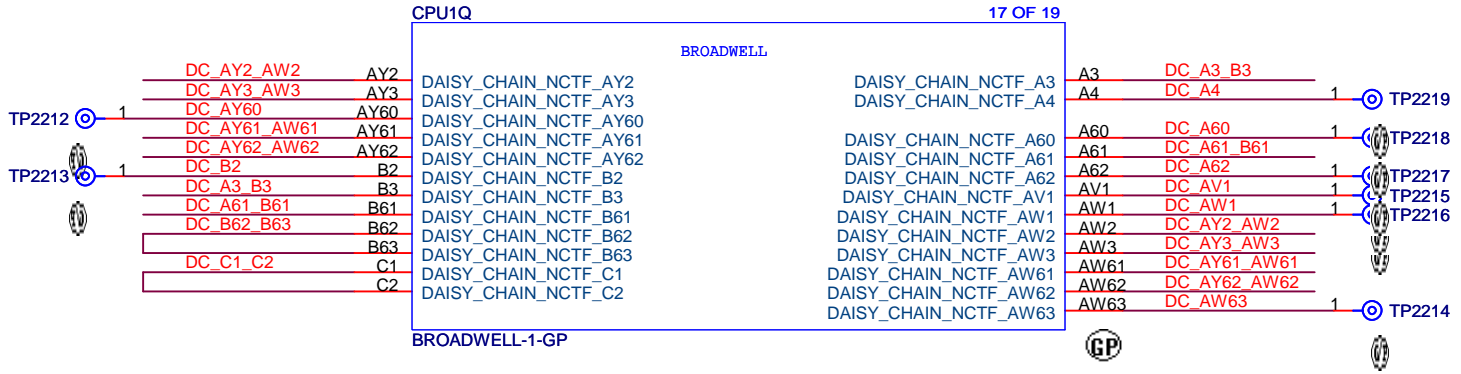 CPU1Q 17 OF 19
BROADWELL
DC_AY2_AW2 AY2 DAISY_CHAIN_NCTF_AY2 DAISY_CHAIN_NCTF_A3 A3 DC_A3_B3
DC_AY3_AW3 AY3 DAISY_CHAIN_NCTF_AY3 DAISY_CHAIN_NCTF_A4 A4 DC_A4 1 TP2219
TP2212 1 DC_AY60 AY60 DAISY_CHAIN_NCTF_AY60
DC_AY61_AW61 AY61 DAISY_CHAIN_NCTF_AY61 DAISY_CHAIN_NCTF_A60 A60 DC_A60 1 TP2218
DC_AY62_AW62 AY62 DAISY_CHAIN_NCTF_AY62 DAISY_CHAIN_NCTF_A61 A61 DC_A61_B61
TP2213 1 DC_B2 B2 DAISY_CHAIN_NCTF_B2 DAISY_CHAIN_NCTF_A62 A62 DC_A62 1 TP2217
DC_A3_B3 B3 DAISY_CHAIN_NCTF_B3 DAISY_CHAIN_NCTF_AV1 AV1 DC_AV1 1 TP2215
DC_A61_B61 B61 DAISY_CHAIN_NCTF_B61 DAISY_CHAIN_NCTF_AW1 AW1 DC_AW1 1 TP2216
DC_B62_B63 B62 DAISY_CHAIN_NCTF_B62 DAISY_CHAIN_NCTF_AW2 AW2 DC_AY2_AW2
B63 DAISY_CHAIN_NCTF_B63 DAISY_CHAIN_NCTF_AW3 AW3 DC_AY3_AW3
DC_C1_C2 C1 DAISY_CHAIN_NCTF_C1 DAISY_CHAIN_NCTF_AW61 AW61 DC_AY61_AW61
C2 DAISY_CHAIN_NCTF_C2 DAISY_CHAIN_NCTF_AW62 AW62 DC_AY62_AW62
DAISY_CHAIN_NCTF_AW63 AW63 DC_AW63 1 TP2214
BROADWELL-1-GP
GP